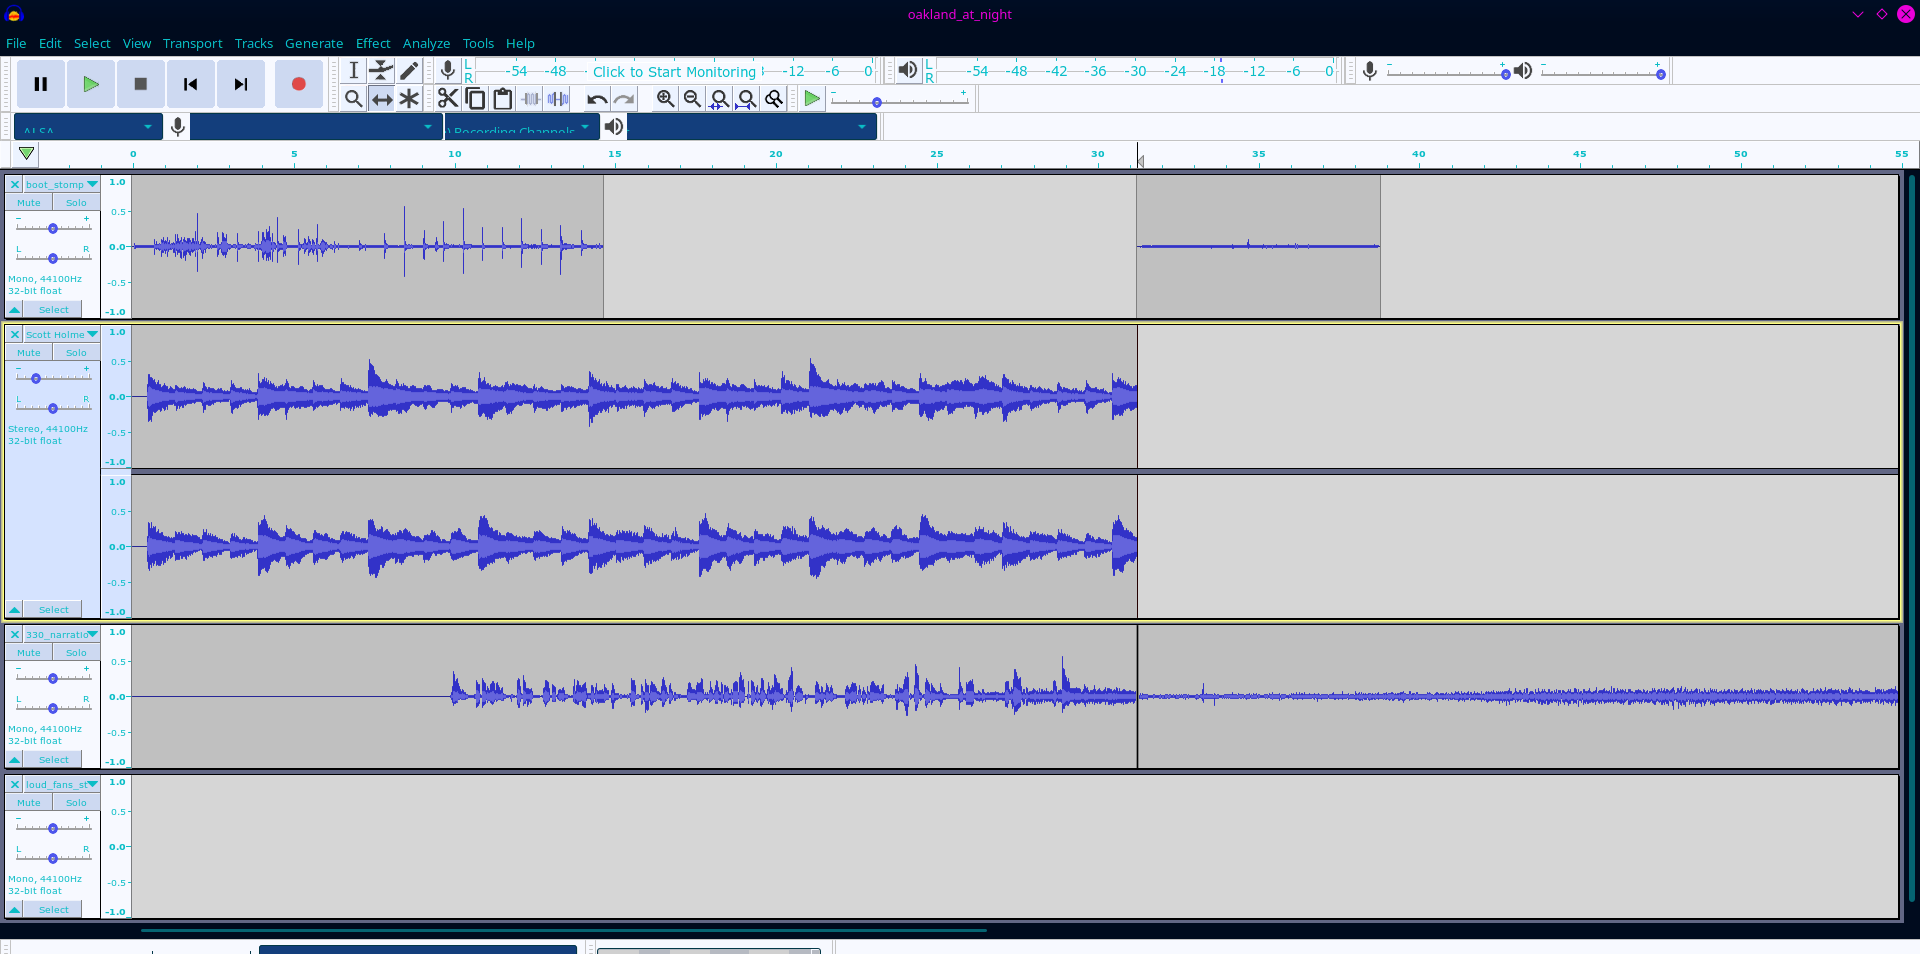 oakland_at_night
File Edit Select View Transport Tracks Generate Effect Analyze Tools Help
L R -54 -48 Click to Start Monitoring -12 -6 0 L R -54 -48 -42 -36 -30 -24 -18 -12 -6 0
ALSA Recording Channels
0 5 10 15 20 25 30 35 40 45 50 55
boot_stomp
Mute Solo
- +
L R
Mono, 44100Hz
32-bit float
Select
1.0
0.5
0.0
-0.5
-1.0
Scott Holme
Mute Solo
- +
L R
Stereo, 44100Hz
32-bit float
Select
1.0
0.5
0.0
-0.5
-1.0
1.0
0.5
0.0
-0.5
-1.0
330_narratio
Mute Solo
- +
L R
Mono, 44100Hz
32-bit float
Select
1.0
0.5
0.0
-0.5
-1.0
loud_fans_st
Mute Solo
- +
L R
Mono, 44100Hz
32-bit float
Select
1.0
0.5
0.0
-0.5
-1.0